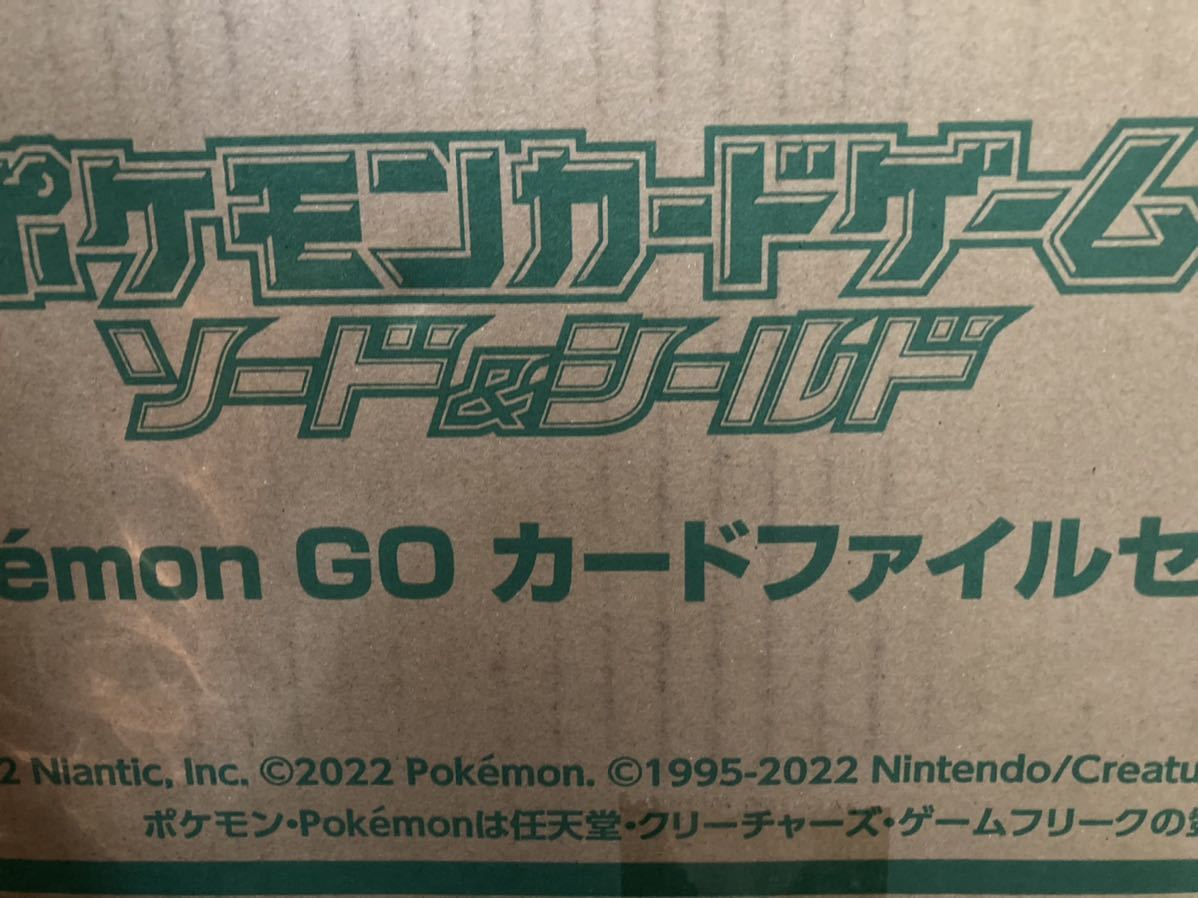 ポケモンカードゲーム
ソード&シールド
émon GO カードファイルセ
2 Niantic, Inc. ©2022 Pokémon. ©1995-2022 Nintendo/Creatu
ポケモン・Pokémonは任天堂・クリーチャーズ・ゲームフリークの